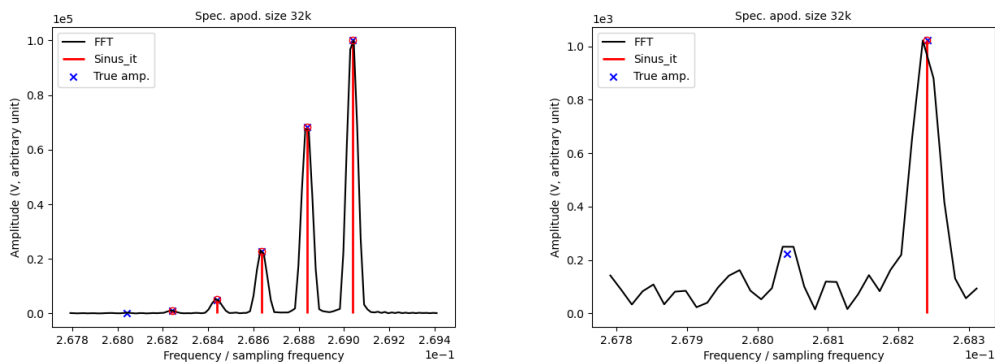 Spec. apod. size 32k
1e5
FFT
Sinus_it
True amp.
1.0
0.8
0.6
0.4
0.2
0.0
Amplitude (V, arbitrary unit)
2.678 2.680 2.682 2.684 2.686 2.688 2.690 2.692 2.694
1e−1
Frequency / sampling frequency
Spec. apod. size 32k
1e3
FFT
Sinus_it
True amp.
1.0
0.8
0.6
0.4
0.2
0.0
Amplitude (V, arbitrary unit)
2.678 2.679 2.680 2.681 2.682 2.683
1e−1
Frequency / sampling frequency